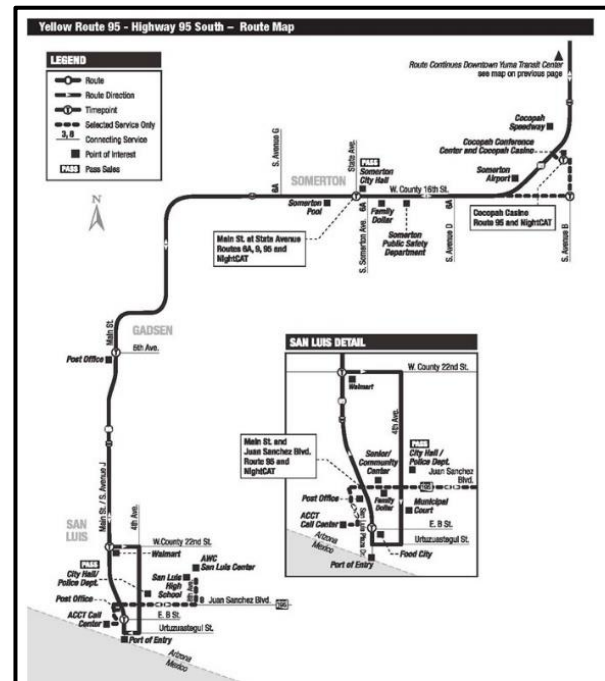 Yellow Route 95 - Highway 95 South – Route Map
LEGEND
Route
Route Direction
Timepoint
Selected Service Only
3, 8
Connecting Service
Point of Interest
PASS
Pass Sales
N
Route Continues Downtown Yuma Transit Center
see map on previous page
Cocopah
Speedway
Cocopah Conference
Center and Cocopah Casino
Somerton
Airport
Cocopah Casino
Route 95 and NightCAT
S. Avenue B
S. Avenue G
6A
SOMERTON
State Ave.
PASS
Somerton
City Hall
W. County 16th St.
Somerton
Pool
Family
Dollar
6A
S. Somerton Ave.
Somerton
Public Safety
Department
6A
S. Avenue D
Main St. at State Avenue
Routes 6A, 9, 95 and
NightCAT
Main St.
GADSEN
6th Ave.
Post Office
Main St. / S. Avenue J
SAN
LUIS
4th Ave.
W.County 22nd St.
Walmart
PASS
City Hall/
Police Dept.
AWC
San Luis Center
San Luis
High
School
Post Office
Juan Sanchez Blvd.
ACCT Call
Center
E. B St.
Urtuzuastegui St.
Port of Entry
Arizona
Mexico
SAN LUIS DETAIL
W. County 22nd St.
Walmart
4th Ave.
PASS
City Hall /
Police Dept.
Main St. and
Juan Sanchez Blvd.
Route 95 and
NightCAT
Senior/
Community
Center
Juan Sanchez
Blvd.
Post Office
Family
Dollar
Municipal
Court
ACCT
Call Center
San Luis Plaza Dr.
E. B St.
Urtuzuastegui St.
Food City
Port of Entry
Arizona
Mexico